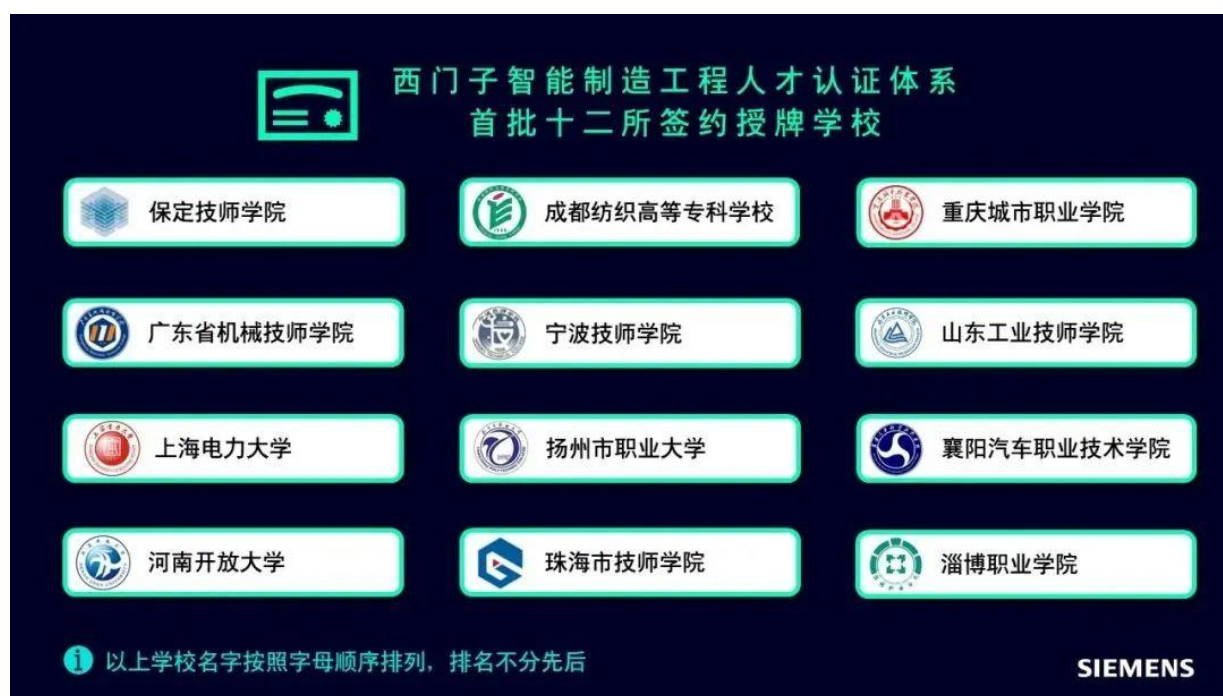 西门子智能制造工程人才认证体系
首批十二所签约授牌学校
保定技师学院
成都纺织高等专科学校
重庆城市职业学院
广东省机械技师学院
宁波技师学院
山东工业技师学院
上海电力大学
扬州市职业大学
襄阳汽车职业技术学院
河南开放大学
珠海市技师学院
淄博职业学院
以上学校名字按照字母顺序排列，排名不分先后
SIEMENS